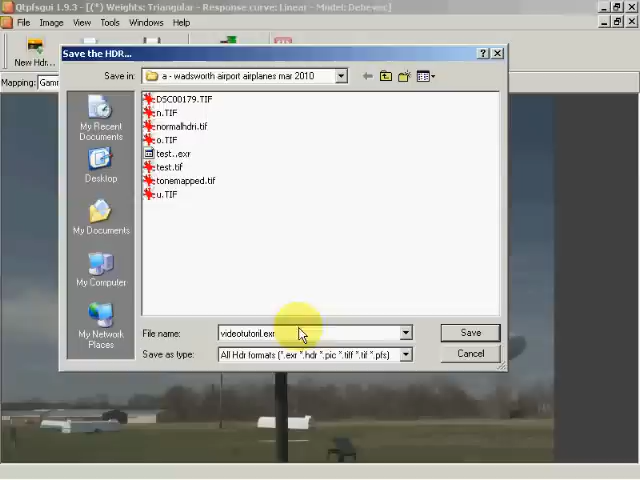 Qtpfsgui 1.9.3 - [(*) Weights: Triangular - Response curve: Linear - Model: Debevec]
File Image View Tools Windows Help
New Hdr...
Mapping: Gam
Save the HDR...
Save in: a - wadsworth airport airplanes mar 2010
My Recent Documents
Desktop
My Documents
My Computer
My Network Places
DSC00179.TIF
n.TIF
normalhdri.tif
o.TIF
test..exr
test.tif
tonemapped.tif
u.TIF
File name: videotutoril.exr Save
Save as type: All Hdr formats (*.exr *.hdr *.pic *.tiff *.tif *.pfs) Cancel